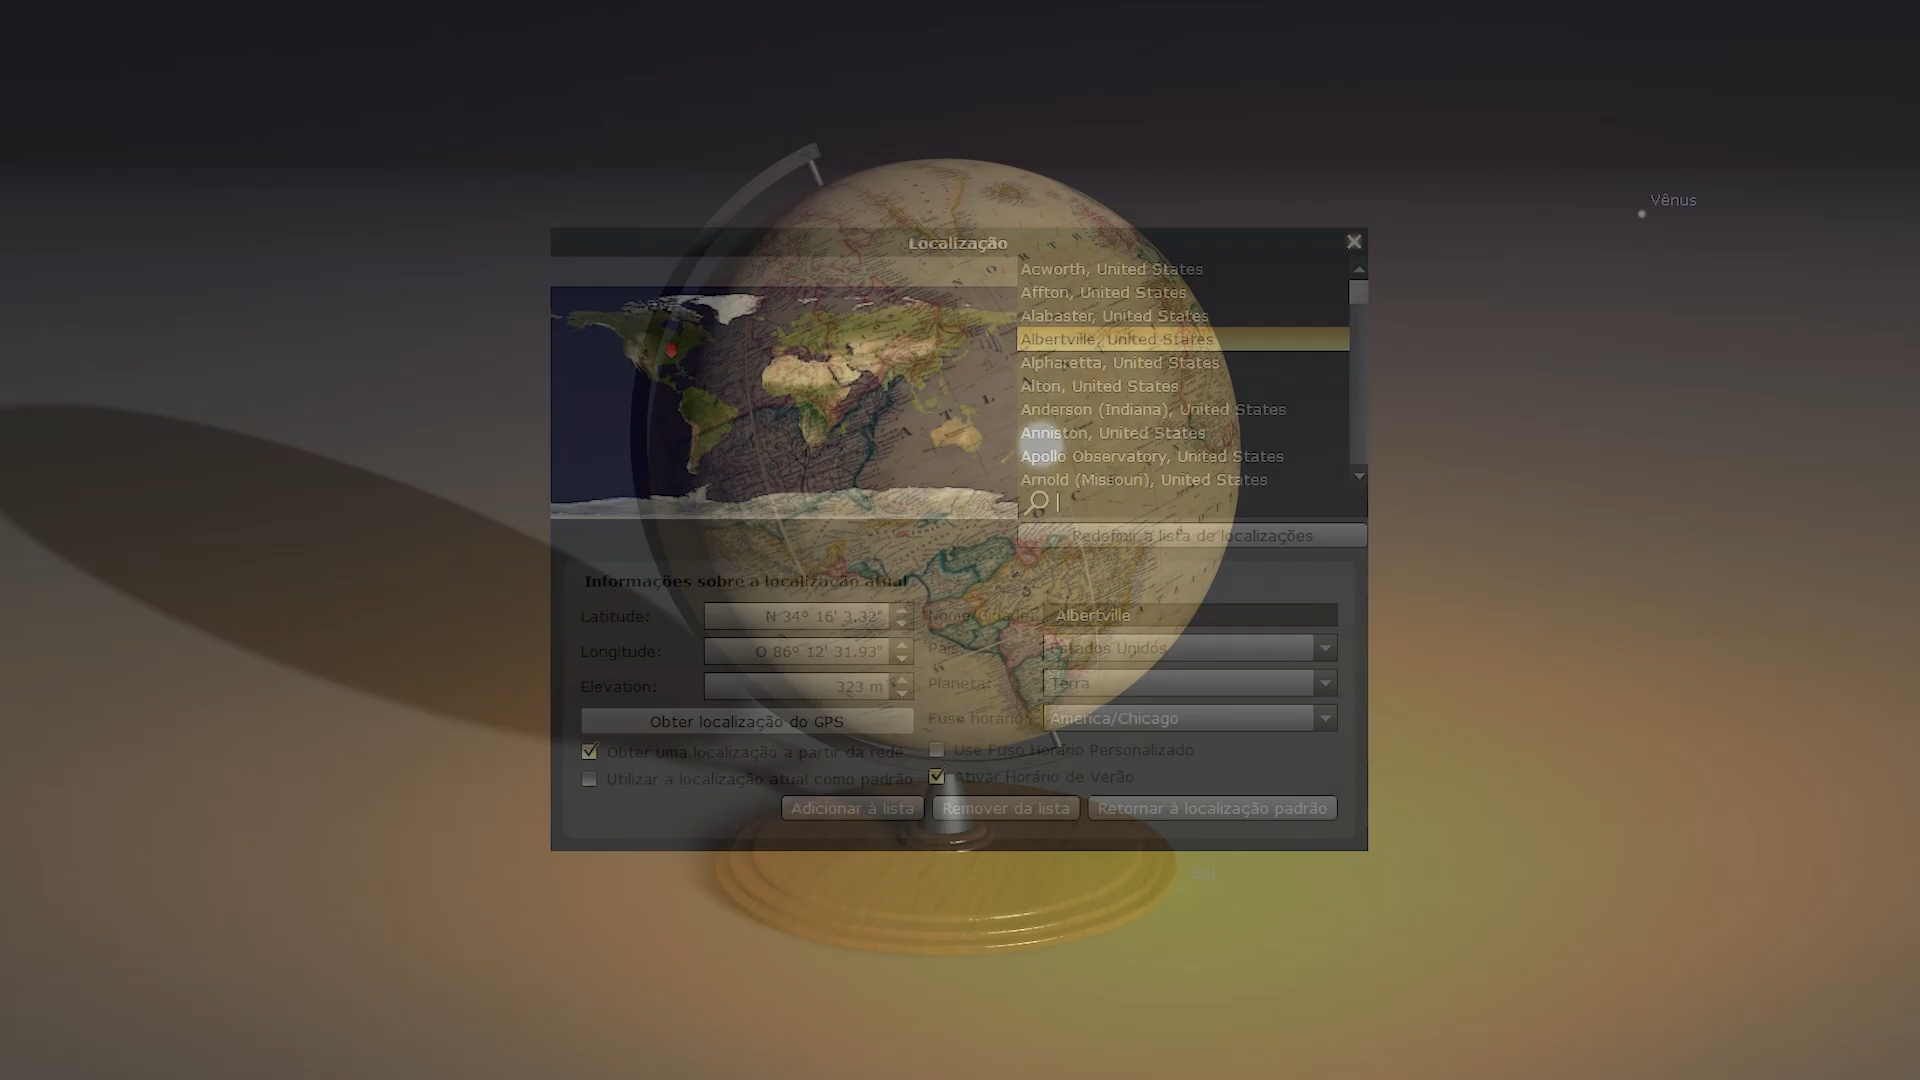 Vênus
Localização
Acworth, United States
Affton, United States
Alabaster, United States
Albertville, United States
Alpharetta, United States
Alton, United States
Anderson (Indiana), United States
Anniston, United States
Apollo Observatory, United States
Arnold (Missouri), United States
Redefinir a lista de localizações
Informações sobre a localização atual
Latitude: N 34° 16' 3.32"
Longitude: O 86° 12' 31.93"
Elevation: 323 m
Obter localização do GPS
Obter uma localização a partir da rede
Utilizar a localização atual como padrão
Nome/Cidade: Albertville
País: Estados Unidos
Planeta: Terra
Fuso horário: America/Chicago
Use Fuso Horário Personalizado
Ativar Horário de Verão
Adicionar à lista
Remover da lista
Retornar à localização padrão
Sol